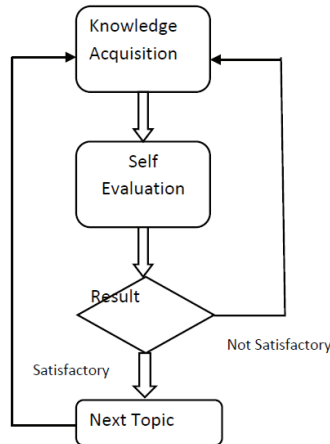 Knowledge
Acquisition
Self
Evaluation
Result
Not Satisfactory
Satisfactory
Next Topic